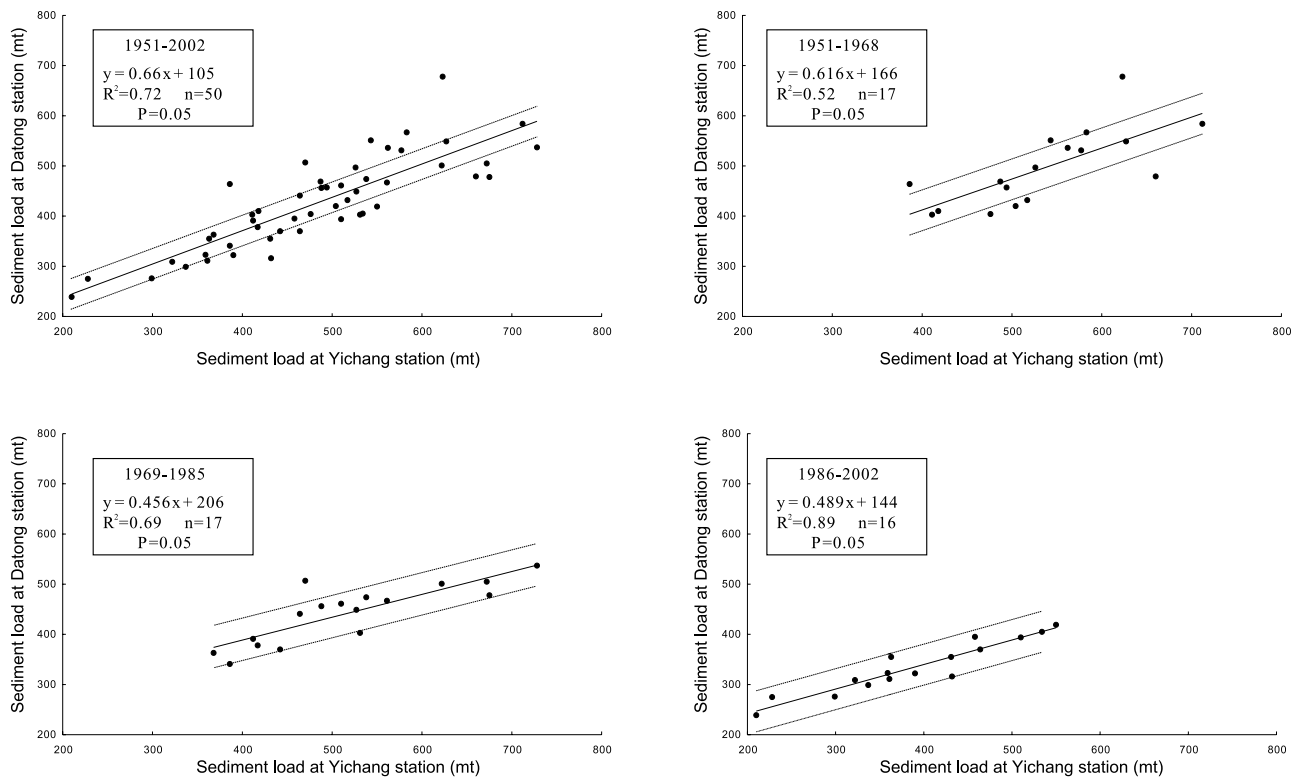 800
700
600
500
400
300
200
Sediment load at Datong station (mt)
1951-2002
y = 0.66x + 105
R²=0.72 n=50
P=0.05
200 300 400 500 600 700 800
Sediment load at Yichang station (mt)
800
700
600
500
400
300
200
Sediment load at Datong station (mt)
1951-1968
y = 0.616x + 166
R²=0.52 n=17
P=0.05
200 300 400 500 600 700 800
Sediment load at Yichang station (mt)
800
700
600
500
400
300
200
Sediment load at Datong station (mt)
1969-1985
y = 0.456x + 206
R²=0.69 n=17
P=0.05
200 300 400 500 600 700 800
Sediment load at Yichang station (mt)
800
700
600
500
400
300
200
Sediment load at Datong station (mt)
1986-2002
y = 0.489x + 144
R²=0.89 n=16
P=0.05
200 300 400 500 600 700 800
Sediment load at Yichang station (mt)